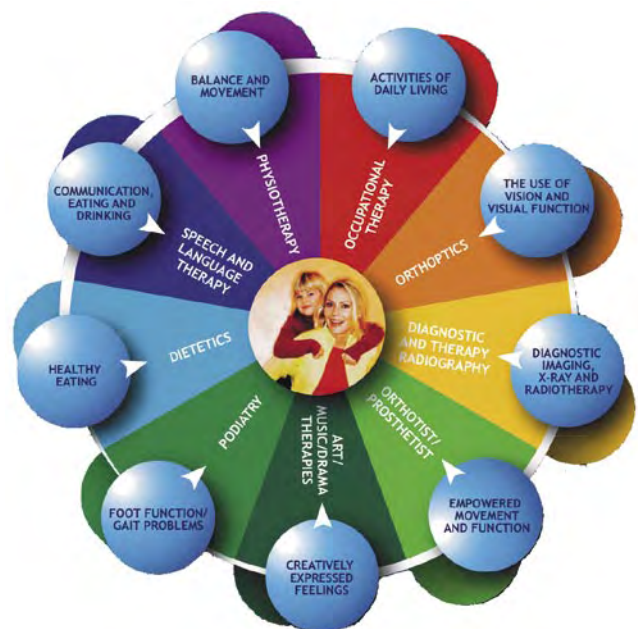 BALANCE AND
MOVEMENT
ACTIVITIES OF
DAILY LIVING
COMMUNICATION,
EATING AND
DRINKING
THE USE OF
VISION AND
VISUAL FUNCTION
PHYSIOTHERAPY
OCCUPATIONAL
THERAPY
SPEECH AND
LANGUAGE
THERAPY
ORTHOPTICS
HEALTHY
EATING
DIETETICS
DIAGNOSTIC
AND THERAPY
RADIOGRAPHY
DIAGNOSTIC
IMAGING,
X-RAY AND
RADIOTHERAPY
PODIATRY
ART/
MUSIC/DRAMA
THERAPIES
ORTHOTIST/
PROSTHETIST
FOOT FUNCTION/
GAIT PROBLEMS
CREATIVELY
EXPRESSED
FEELINGS
EMPOWERED
MOVEMENT
AND FUNCTION